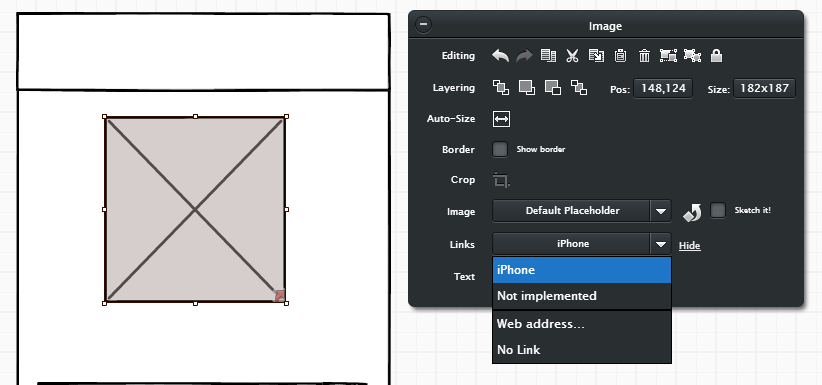 Image
Editing
Layering
Pos: 148,124 Size: 182x187
Auto-Size
Border Show border
Crop
Image Default Placeholder Sketch it!
Links iPhone Hide
iPhone
Text
Not implemented
Web address...
No Link